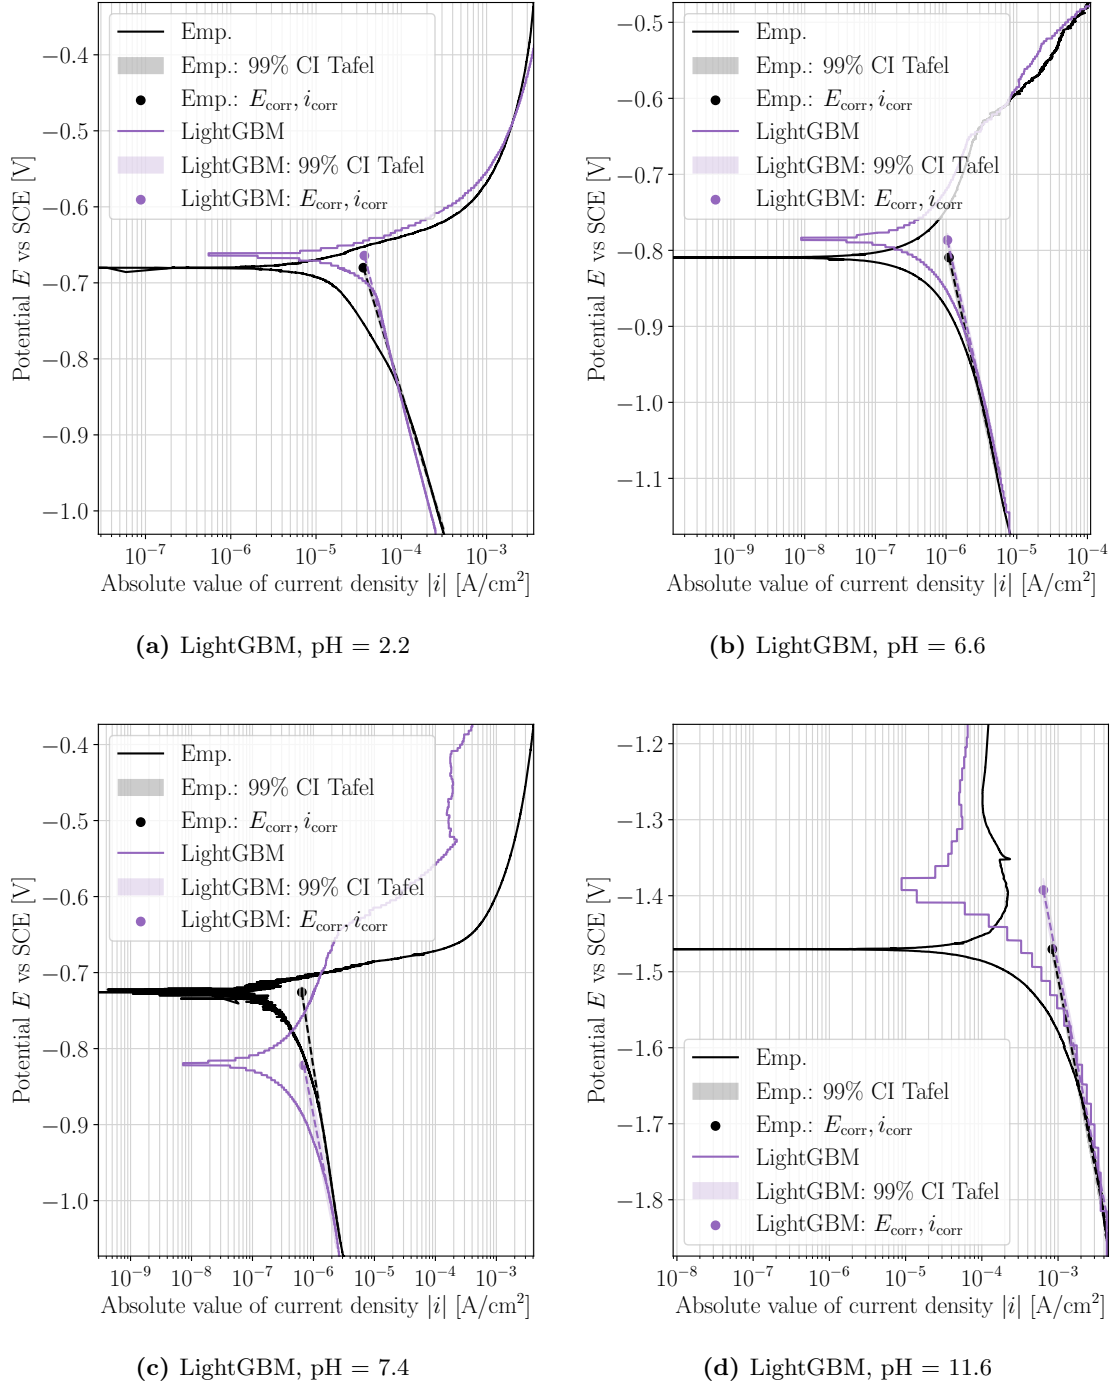 Emp.
Emp.: 99% CI Tafel
Emp.: E_corr, i_corr
LightGBM
LightGBM: 99% CI Tafel
LightGBM: E_corr, i_corr
−0.4
−0.5
−0.6
−0.7
−0.8
−0.9
−1.0
Potential E vs SCE [V]
10^−7
10^−6
10^−5
10^−4
10^−3
Absolute value of current density |i| [A/cm²]
(a) LightGBM, pH = 2.2
Emp.
Emp.: 99% CI Tafel
Emp.: E_corr, i_corr
LightGBM
LightGBM: 99% CI Tafel
LightGBM: E_corr, i_corr
−0.5
−0.6
−0.7
−0.8
−0.9
−1.0
−1.1
Potential E vs SCE [V]
10^−9
10^−8
10^−7
10^−6
10^−5
10^−4
Absolute value of current density |i| [A/cm²]
(b) LightGBM, pH = 6.6
Emp.
Emp.: 99% CI Tafel
Emp.: E_corr, i_corr
LightGBM
LightGBM: 99% CI Tafel
LightGBM: E_corr, i_corr
−0.4
−0.5
−0.6
−0.7
−0.8
−0.9
−1.0
Potential E vs SCE [V]
10^−9
10^−8
10^−7
10^−6
10^−5
10^−4
10^−3
Absolute value of current density |i| [A/cm²]
(c) LightGBM, pH = 7.4
−1.2
−1.3
−1.4
−1.5
−1.6
−1.7
−1.8
Potential E vs SCE [V]
Emp.
Emp.: 99% CI Tafel
Emp.: E_corr, i_corr
LightGBM
LightGBM: 99% CI Tafel
LightGBM: E_corr, i_corr
10^−8
10^−7
10^−6
10^−5
10^−4
10^−3
Absolute value of current density |i| [A/cm²]
(d) LightGBM, pH = 11.6